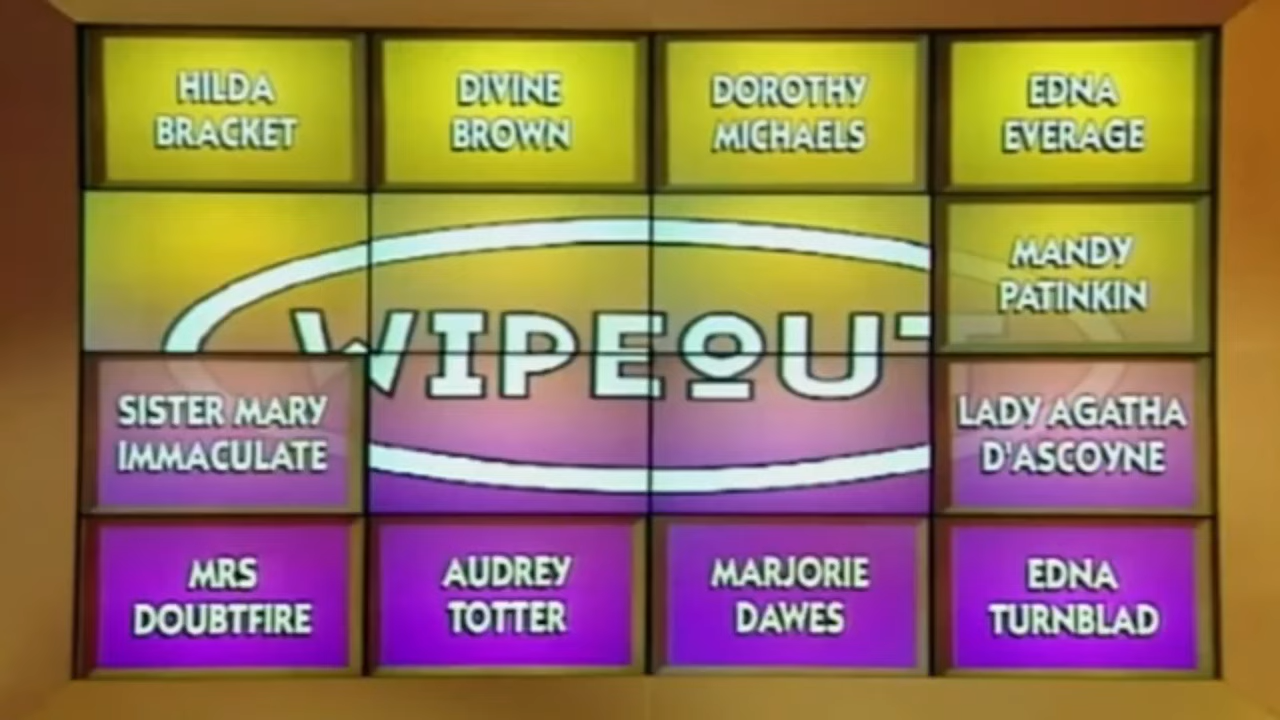 HILDA
BRACKET
DIVINE
BROWN
DOROTHY
MICHAELS
EDNA
EVERAGE
MANDY
PATINKIN
WIPEOUT
SISTER MARY
IMMACULATE
LADY AGATHA
D'ASCOYNE
MRS
DOUBTFIRE
AUDREY
TOTTER
MARJORIE
DAWES
EDNA
TURNBLAD